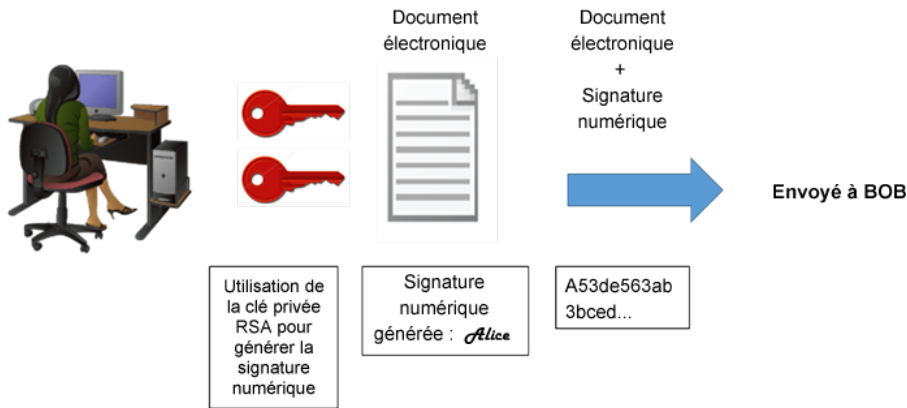 Document
électronique
Document
électronique
+
Signature
numérique
Envoyé à BOB
Utilisation de
la clé privée
RSA pour
générer la
signature
numérique
Signature
numérique
générée : Alice
A53de563ab
3bced...